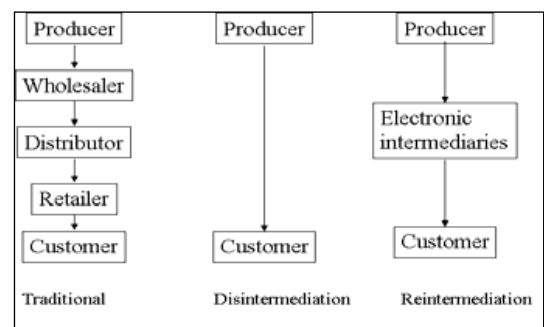 Producer
Wholesaler
Distributor
Retailer
Customer
Traditional
Producer
Customer
Disintermediation
Producer
Electronic
intermediaries
Customer
Reintermediation